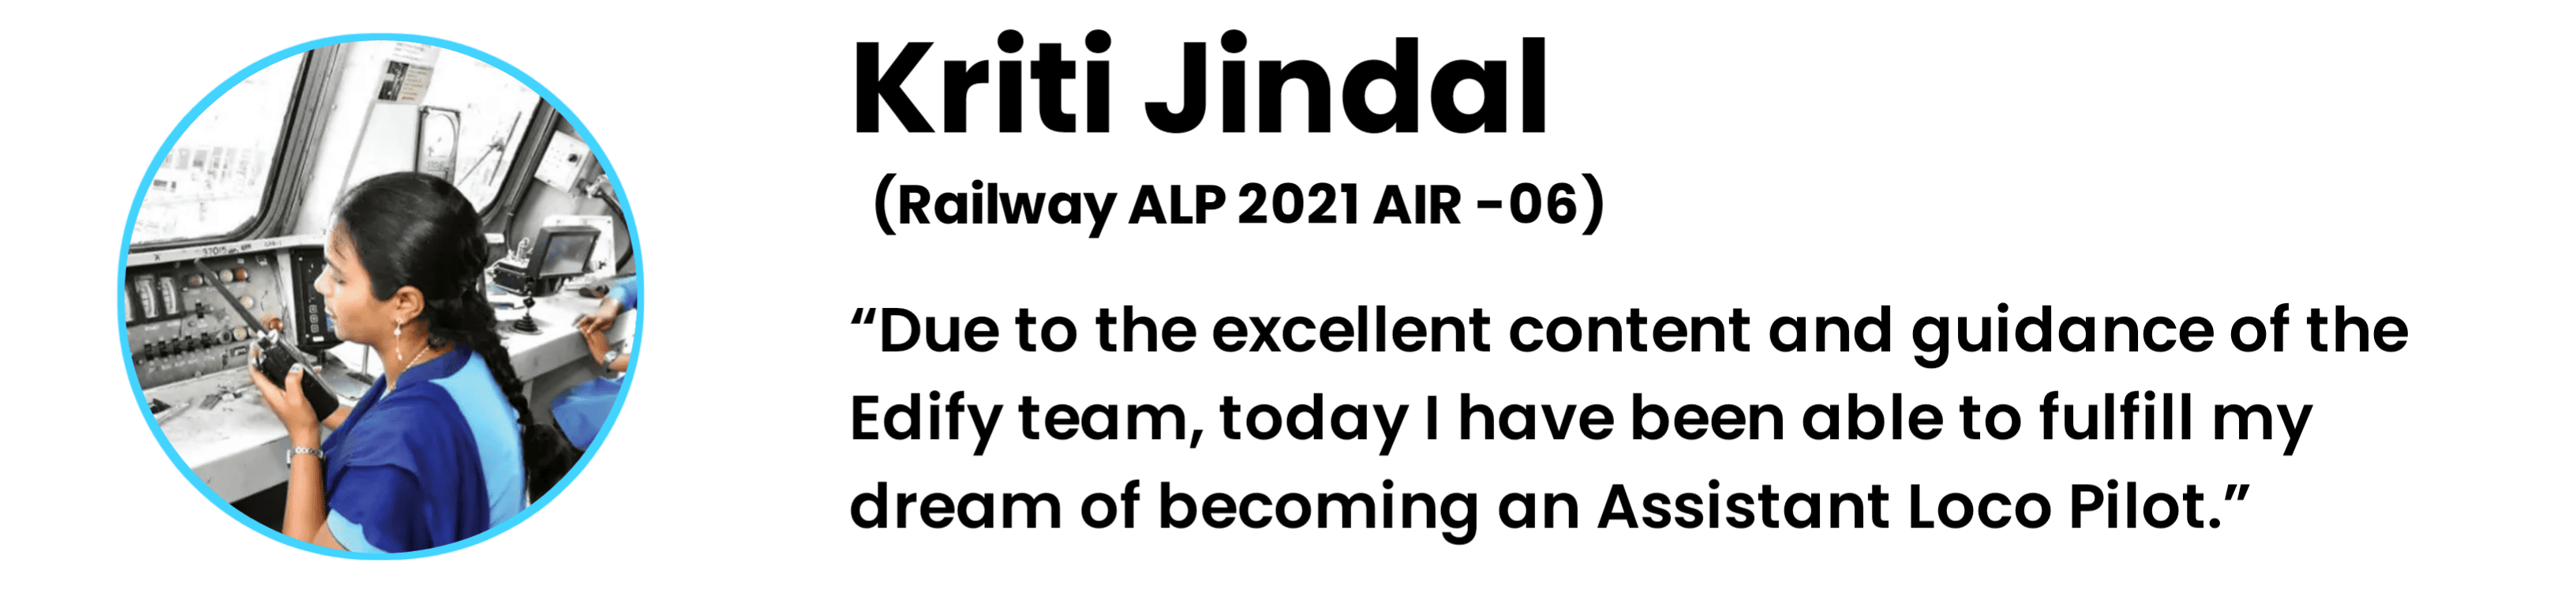 Kriti Jindal
(Railway ALP 2021 AIR -06)
“Due to the excellent content and guidance of the
Edify team, today I have been able to fulfill my
dream of becoming an Assistant Loco Pilot.”